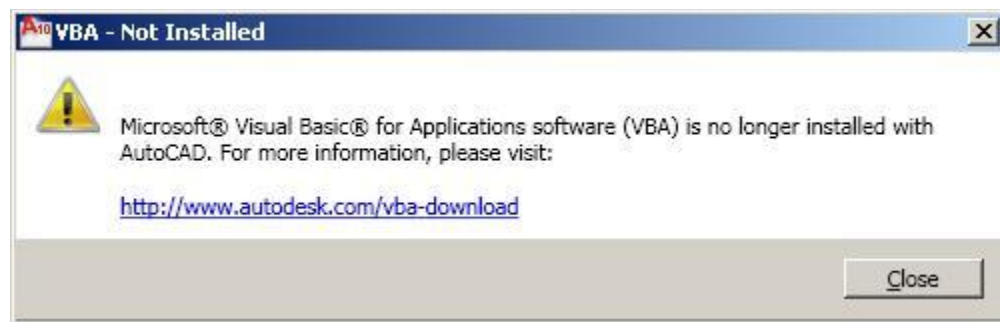 A10 VBA - Not Installed
Microsoft® Visual Basic® for Applications software (VBA) is no longer installed with
AutoCAD. For more information, please visit:
http://www.autodesk.com/vba-download
Close